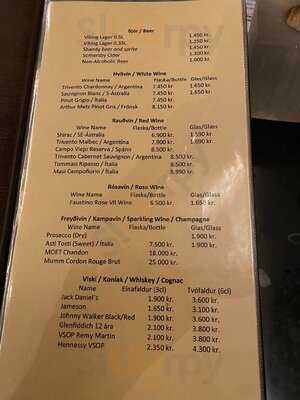 Bjór / Beer
Viking Lager 0.5L 1.450 kr.
Viking Lager 0.33L 1.250 kr.
Shandy beer and sprite 1.450 kr.
Somersby Cider 1.450 kr.
Non-Alcoholic Beer 1.000 kr.
Hvítvín / White Wine
Wine Name Flaska/Bottle Glas/Glass
Trivento Chardonnay / Argentina 7.450 kr. 1.650 kr.
Sauvignon Blanc / S-Ástralía 7.450 kr. 1.650 kr.
Pinot Grigio / Ítalía 7.450 kr.
Arthur Metz Pinot Gris / Fránsk 8.150 kr.
Rauðvín / Red Wine
Wine Name Flaska/Bottle Glas/Glass
Shiraz / SE-Ástralía 6.900 kr. 1.590 kr.
Trivento Malbec / Argentina 7.900 kr. 1.690 kr.
Campo Viejo Reserva / Spánn 8.500 kr.
Trivento Cabernet Sauvignon / Argentina 8.500 kr.
Tommasi Ripasso / Ítalía 8.500 kr.
Masi Campofiorin / Ítalía 8.990 kr.
Rósavín / Rose Wine
Wine Name Flaska/Bottle Glas/Glass
Faustino Rose VII Wine 6.500 kr. 1.650 kr.
Freyðivín / Kampavín / Sparkling Wine / Champagne
Wine Name Flaska/Bottle Glas/Glass
Prosecco (Dry) 1.900 kr.
Asti Tosti (Sweet) / Ítalía 7.500 kr. 1.900 kr.
MOET Chandon 18.000 kr.
Mumm Cordon Rouge Brut 25.000 kr.
Viskí / Koníak / Whiskey / Cognac
Name Einafaldur (3cl) Tvöfaldur (6cl)
Jack Daniel's 1.900 kr. 3.600 kr.
Jameson 1.650 kr. 3.100 kr.
Johnny Walker Black/Red 1.900 kr. 3.600 kr.
Glenfiddich 12 ára 2.100 kr. 3.800 kr.
VSOP Remy Martin 2.100 kr. 3.800 kr.
Hennessy VSOP 2.350 kr. 4.300 kr.